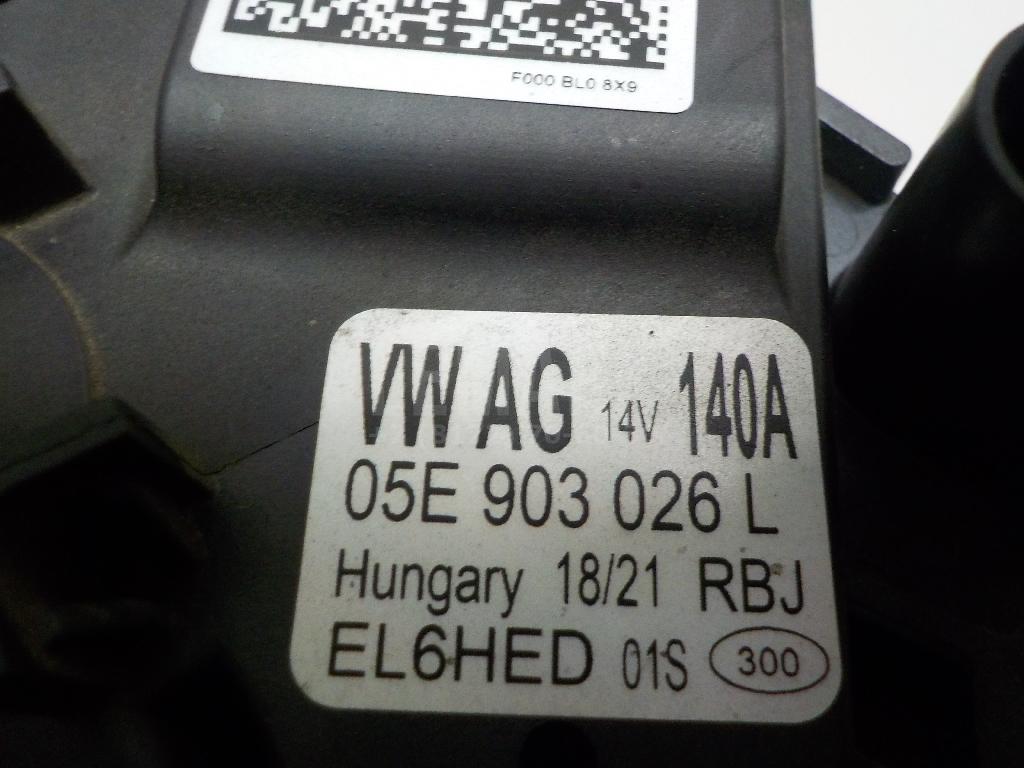 F000 BL0 8X9
VW AG 14V 140A
05E 903 026 L
Hungary 18/21 RBJ
EL6HED 01S 300